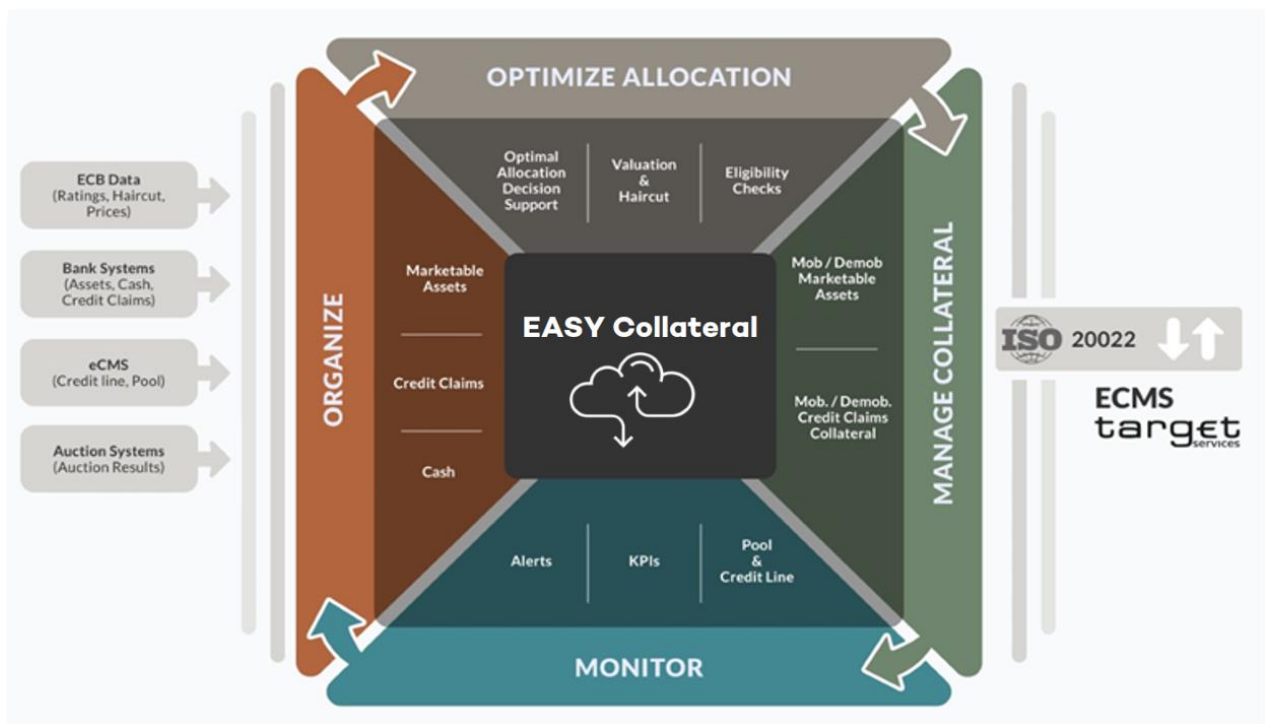 OPTIMIZE ALLOCATION
Optimal
Allocation
Decision
Support
Valuation
&
Haircut
Eligibility
Checks
ECB Data
(Ratings, Haircut,
Prices)
Bank Systems
(Assets, Cash,
Credit Claims)
eCMS
(Credit line, Pool)
Auction Systems
(Auction Results)
ORGANIZE
Marketable
Assets
Credit Claims
Cash
EASY Collateral
Mob / Demob
Marketable
Assets
Mob. / Demob.
Credit Claims
Collateral
MANAGE COLLATERAL
ISO 20022
ECMS
target
services
Alerts
KPIs
Pool
&
Credit Line
MONITOR